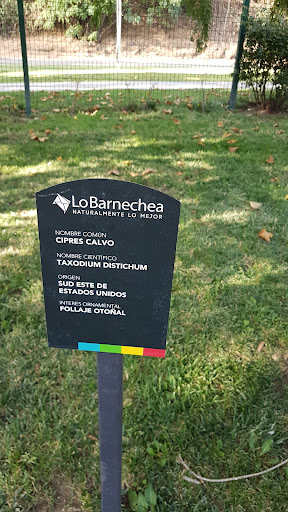 LoBarnechea
NATURALMENTE LO MEJOR
NOMBRE COMÚN
CIPRES CALVO
NOMBRE CIENTÍFICO
TAXODIUM DISTICHUM
ORIGEN
SUD ESTE DE
ESTADOS UNIDOS
INTERES ORNAMENTAL
FOLLAJE OTOÑAL